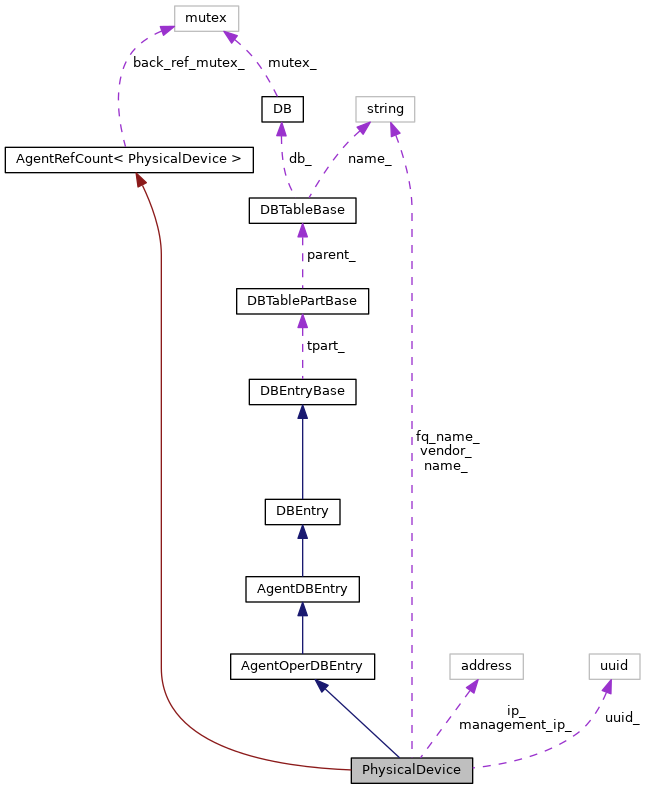 mutex
back_ref_mutex_
mutex_
DB
string
AgentRefCount< PhysicalDevice >
db_
name_
DBTableBase
parent_
DBTablePartBase
tpart_
DBEntryBase
fq_name_
vendor_
name_
DBEntry
AgentDBEntry
AgentOperDBEntry
address
uuid
ip_
management_ip_
uuid_
PhysicalDevice